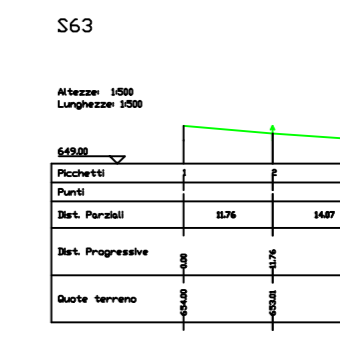 S63
Altezze: 1:500
Lunghezze: 1:500
649.00
Picchetti 1 2
Punti
Dist. Parziali 11.76 14.07
Dist. Progressive 0.00 11.76
Quote terreno 654.00 653.01